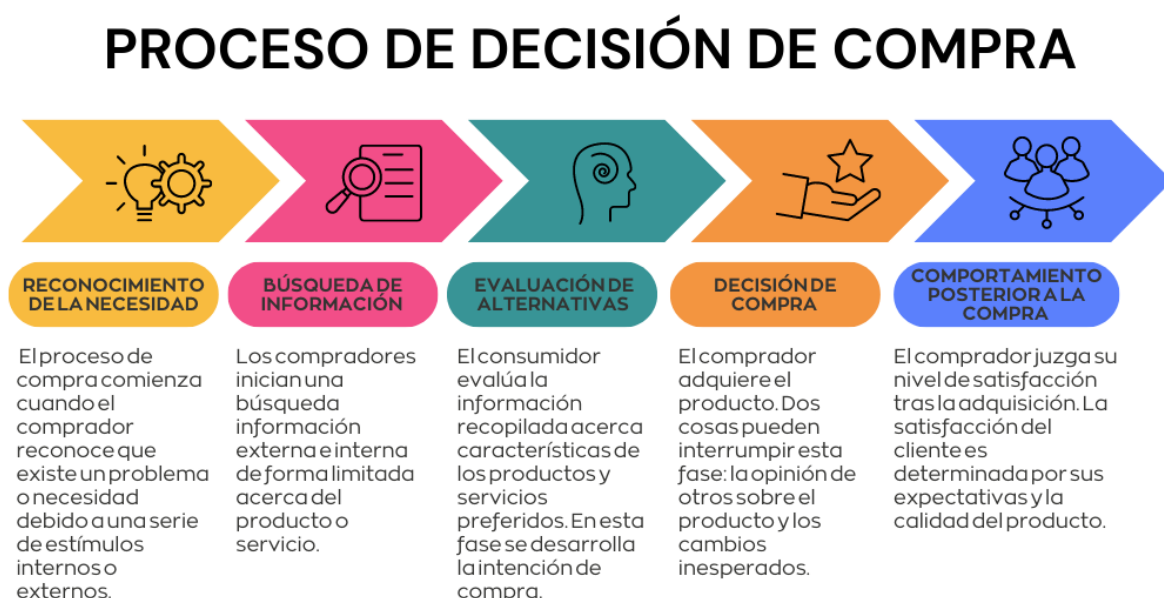 PROCESO DE DECISIÓN DE COMPRA
RECONOCIMIENTO
DE LA NECESIDAD
El proceso de
compra comienza
cuando el
comprador
reconoce que
existe un problema
o necesidad
debido a una serie
de estímulos
internos o
externos.
BÚSQUEDA DE
INFORMACIÓN
Los compradores
inician una
búsqueda
información
externa e interna
de forma limitada
acerca del
producto o
servicio.
EVALUACIÓN DE
ALTERNATIVAS
El consumidor
evalúa la
información
recopilada acerca
características de
los productos y
servicios
preferidos. En esta
fase se desarrolla
la intención de
compra.
DECISIÓN DE
COMPRA
El comprador
adquiere el
producto. Dos
cosas pueden
interrumpir esta
fase: la opinión de
otros sobre el
producto y los
cambios
inesperados.
COMPORTAMIENTO
POSTERIOR A LA
COMPRA
El comprador juzga su
nivel de satisfacción
tras la adquisición. La
satisfacción del
cliente es
determinada por sus
expectativas y la
calidad del producto.